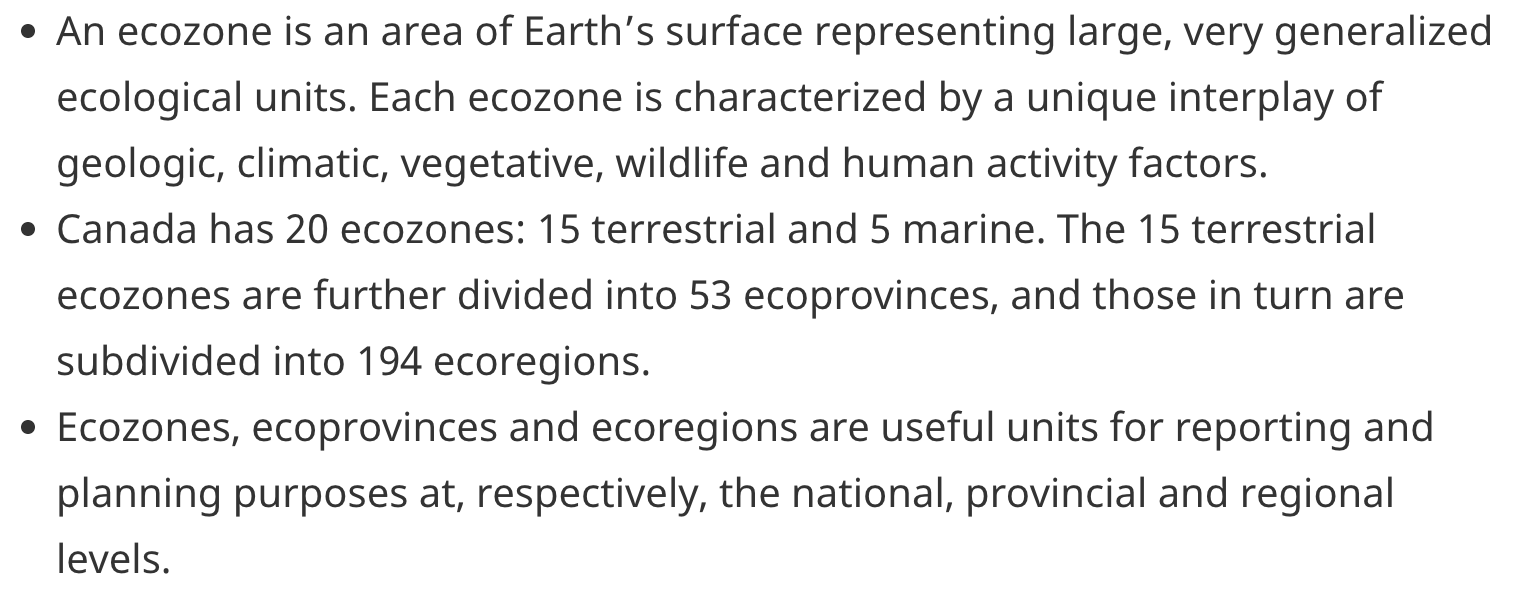 • An ecozone is an area of Earth’s surface representing large, very generalized
ecological units. Each ecozone is characterized by a unique interplay of
geologic, climatic, vegetative, wildlife and human activity factors.
• Canada has 20 ecozones: 15 terrestrial and 5 marine. The 15 terrestrial
ecozones are further divided into 53 ecoprovinces, and those in turn are
subdivided into 194 ecoregions.
• Ecozones, ecoprovinces and ecoregions are useful units for reporting and
planning purposes at, respectively, the national, provincial and regional
levels.